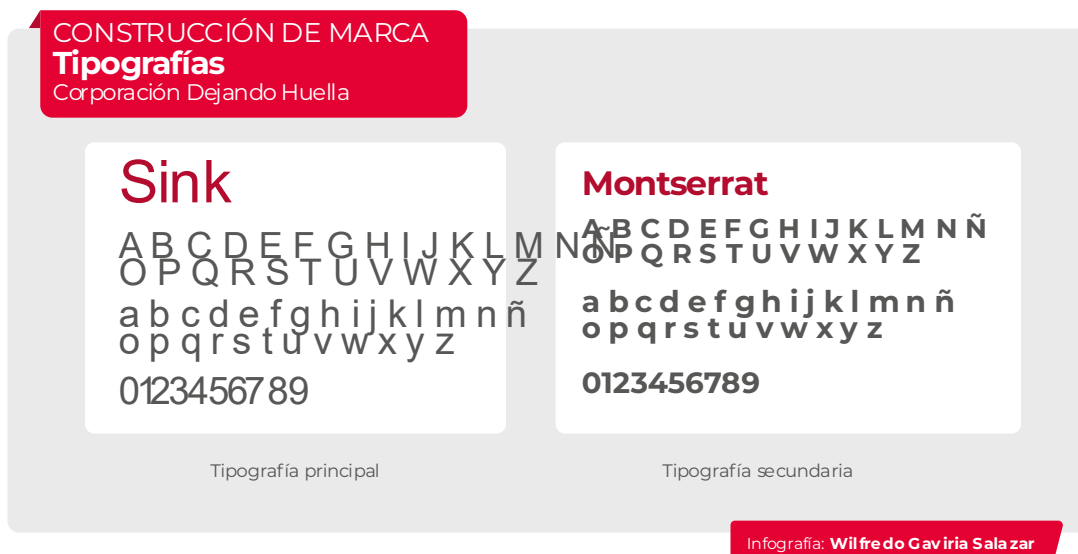 CONSTRUCCIÓN DE MARCA
Tipografías
Corporación Dejando Huella
Sink
A B C D E F G H I J K L M N Ñ
O P Q R S T U V W X Y Z
a b c d e f g h i j k l m n ñ
o p q r s t u v w x y z
0123456789
Tipografía principal
Montserrat
A B C D E F G H I J K L M N Ñ
O P Q R S T U V W X Y Z
a b c d e f g h i j k l m n ñ
o p q r s t u v w x y z
0123456789
Tipografía secundaria
Infografía: Wilfredo Gaviria Salazar